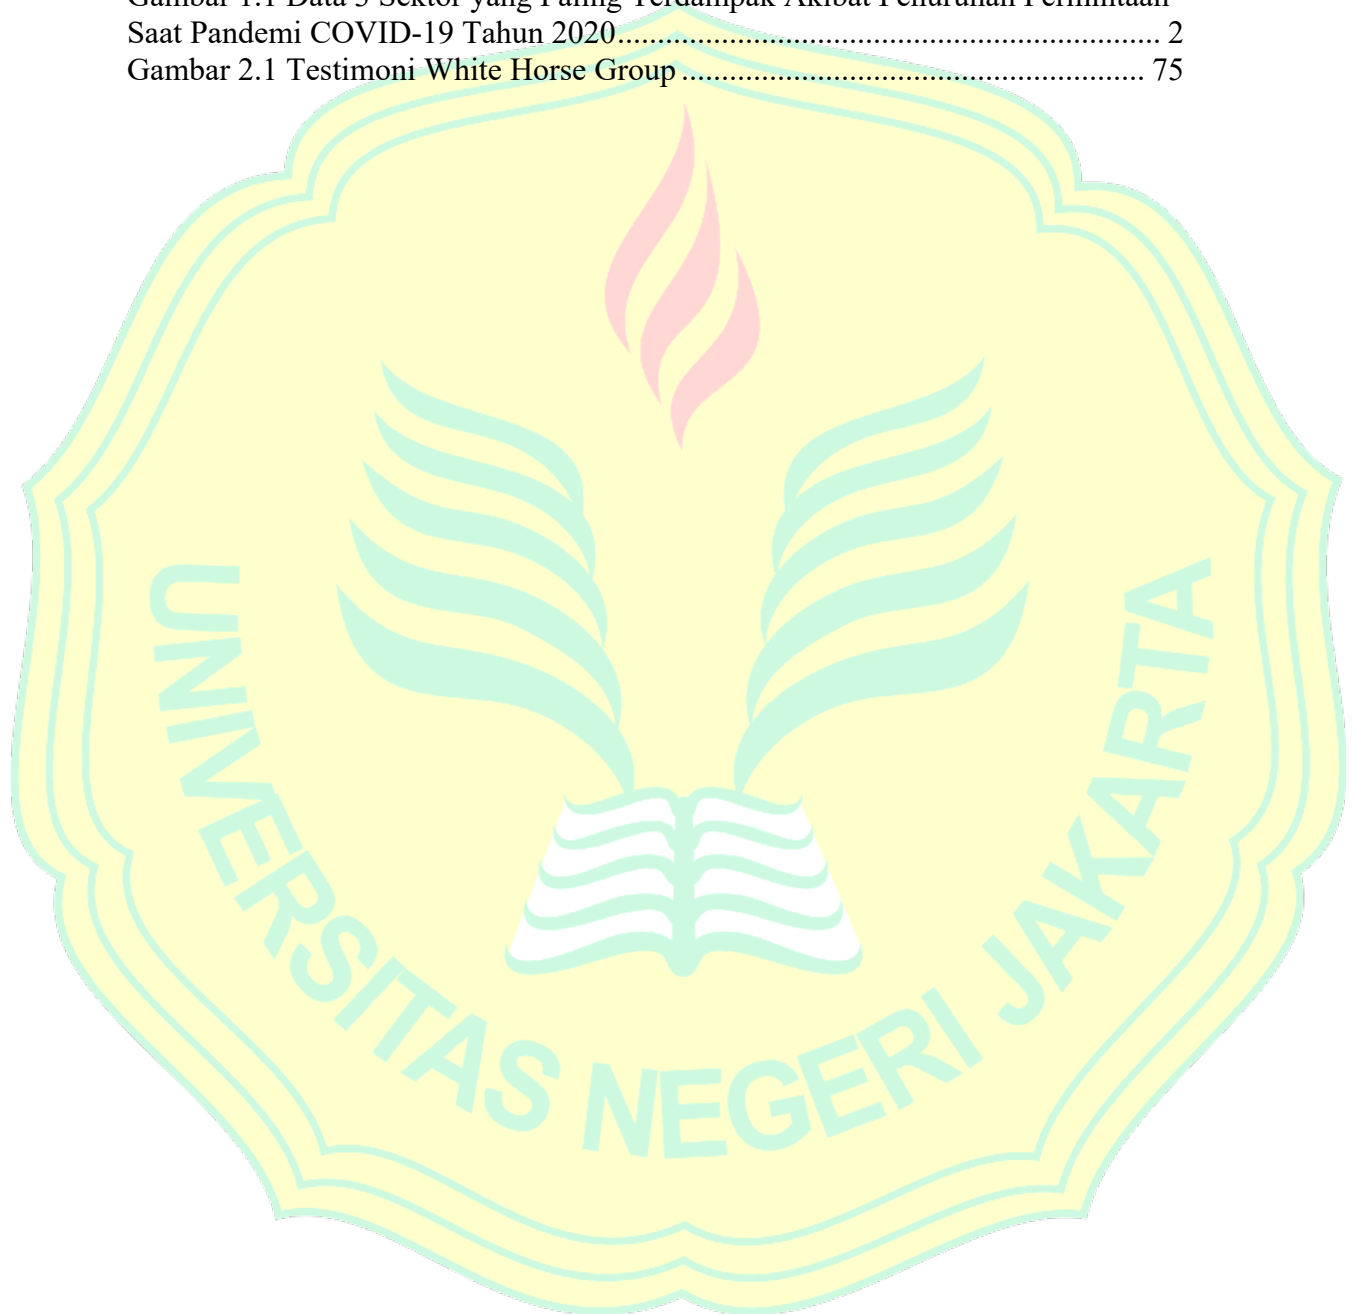 Gambar 1.1 Data 3 Sektor yang Paling Terdampak Akibat Penurunan Permintaan
Saat Pandemi COVID-19 Tahun 2020.................................................................... 2
Gambar 2.1 Testimoni White Horse Group .......................................................... 75
UNIVERSITAS NEGERI JAKARTA